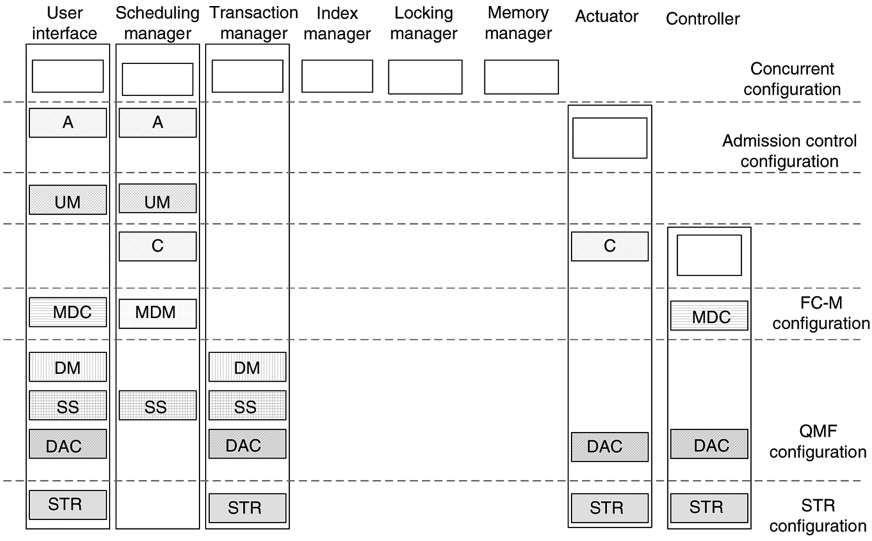 User
interface
Scheduling
manager
Transaction
manager
Index
manager
Locking
manager
Memory
manager
Actuator
Controller
Concurrent
configuration
A
A
Admission control
configuration
UM
UM
C
C
MDC
MDM
MDC
FC-M
configuration
DM
DM
SS
SS
SS
DAC
DAC
DAC
DAC
QMF
configuration
STR
STR
STR
STR
STR
configuration